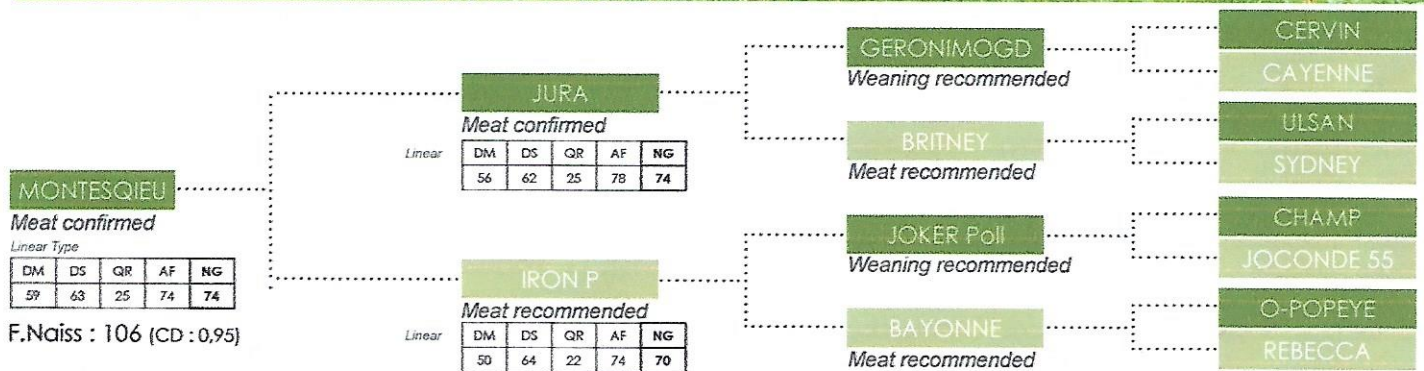 MONTESQIEU
Meat confirmed
Linear Type
DM DS QR AF NG
59 63 25 74 74
F.Naiss : 106 (CD : 0,95)
JURA
Meat confirmed
Linear
DM DS QR AF NG
56 62 25 78 74
IRON P
Meat recommended
Linear
DM DS QR AF NG
50 64 22 74 70
GERONIMOGD
Weaning recommended
BRITNEY
Meat recommended
JOKER Poll
Weaning recommended
BAYONNE
Meat recommended
CERVIN
CAYENNE
ULSAN
SYDNEY
CHAMP
JOCONDE 55
O-POPEYE
REBECCA